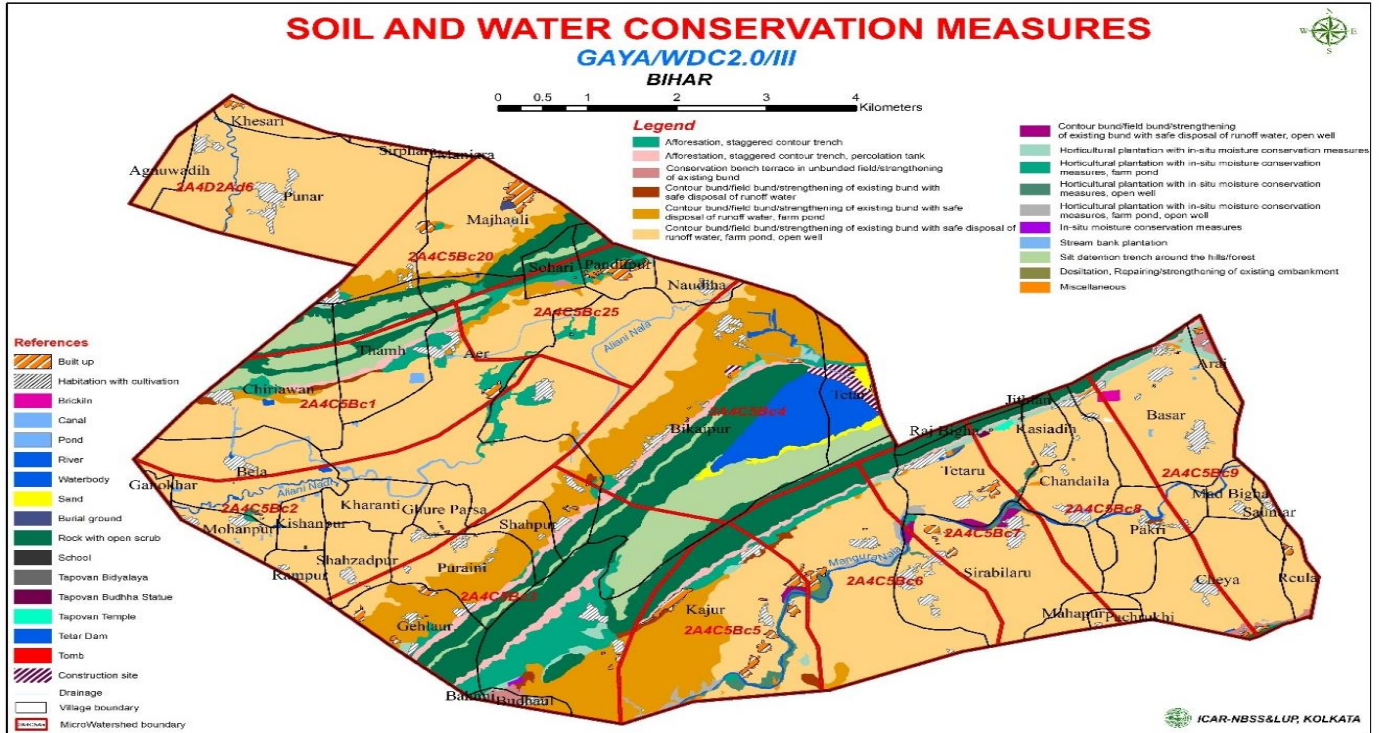 SOIL AND WATER CONSERVATION MEASURES
GAYA/WDC2.0/III
BIHAR
0 0.5 1 2 3 4
Kilometers
N
W E
S
Legend
Afforesation, staggered contour trench
Afforestation, staggered contour trench, percolation tank
Conservation bench terrace in unbunded field/strengthening
of existing bund
Contour bund/field bund/strengthening of existing bund with
safe disposal of runoff water
Contour bund/field bund/strengthening of existing bund with safe
disposal of runoff water, farm pond
Contour bund/field bund/strengthening of existing bund with safe disposal of
runoff water, farm pond, open well
Contour bund/field bund/strengthening
of existing bund with safe disposal of runoff water, open well
Horticultural plantation with in-situ moisture conservation measures
Horticultural plantation with in-situ moisture conservation
measures, farm pond
Horticultural plantation with in-situ moisture conservation
measures, open well
Horticultural plantation with in-situ moisture conservation
measures, farm pond, open well
In-situ moisture conservation measures
Stream bank plantation
Silt detention trench around the hills/forest
Desiltation, Repairing/strengthening of existing embankment
Miscellaneous
Khesari
Sirphara
Manjara
Agnuwadih
2A4D2Ad6
Punar
Majhauli
2A4C5Bc20
Sohari
Panditpur
Naudiha
2A4C5Bc25
Aliani Nala
Thamh
Aer
Chiriawan
2A4C5Bc1
2A4C5Bc4
Tetar
Bikaipur
Bela
Ganokhar
Aliani Nadi
2A4C5Bc2
Mohanpur
Kishanpur
Kharanti
Ghure Parsa
Shahpur
Shahzadpur
Rampur
Puraini
Gehlaur
Bakani
Budhaul
Kajur
2A4C5Bc5
Mangura Nala
2A4C5Bc6
Raj Bigha
Jithian
Arai
Basar
Kasiadih
Tetaru
Chandaila
2A4C5Bc9
Mad Bigha
2A4C5Bc8
Pakri
2A4C5Bc7
Sirabilaru
Cheya
Mahapur
References
Built up
Habitation with cultivation
Brickiln
Canal
Pond
River
Waterbody
Sand
Burial ground
Rock with open scrub
School
Tapovan Bidyalaya
Tapovan Budhha Statue
Tapovan Temple
Tetar Dam
Tomb
Construction site
Drainage
Village boundary
MicroWatershed boundary
ICAR-NBSS&LUP, KOLKATA